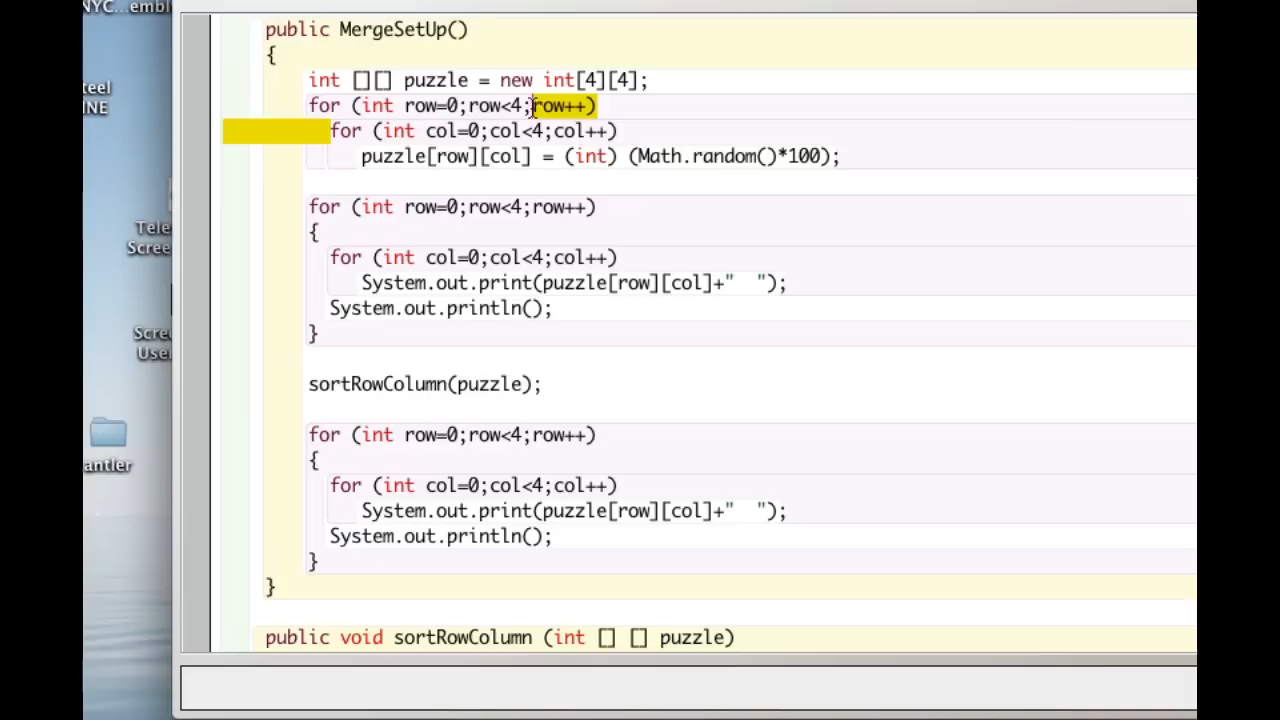 NYC...embl
public MergeSetUp()
{
int [][] puzzle = new int[4][4];
for (int row=0;row<4;row++)
for (int col=0;col<4;col++)
puzzle[row][col] = (int) (Math.random()*100);
for (int row=0;row<4;row++)
{
for (int col=0;col<4;col++)
System.out.print(puzzle[row][col]+"  ");
System.out.println();
}
sortRowColumn(puzzle);
for (int row=0;row<4;row++)
{
for (int col=0;col<4;col++)
System.out.print(puzzle[row][col]+"  ");
System.out.println();
}
}
public void sortRowColumn (int [] [] puzzle)
teel
INE
Tele
Scree
Scre
Use
antler